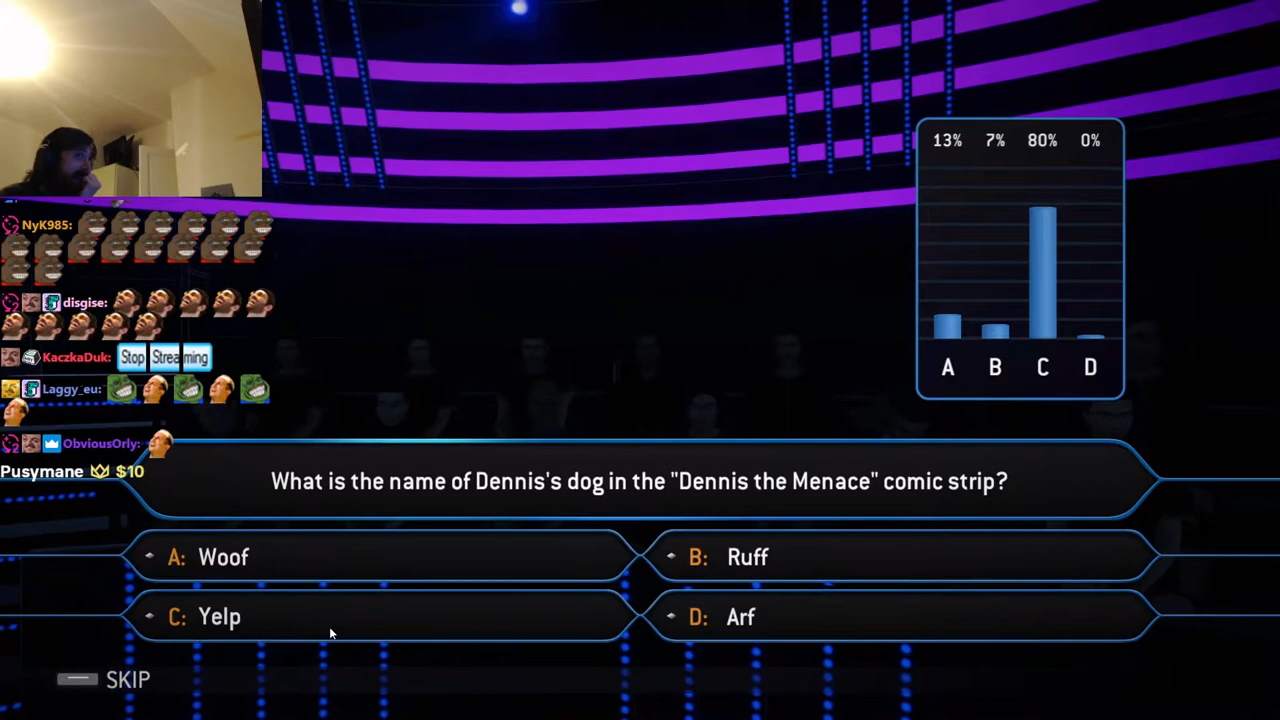 13% 7% 80% 0%
A B C D
NyK985:
disgise:
KaczkaDuk: Stop Streaming
Laggy_eu:
ObviousOrly:
Pusymane $10
What is the name of Dennis's dog in the "Dennis the Menace" comic strip?
A: Woof
B: Ruff
C: Yelp
D: Arf
SKIP